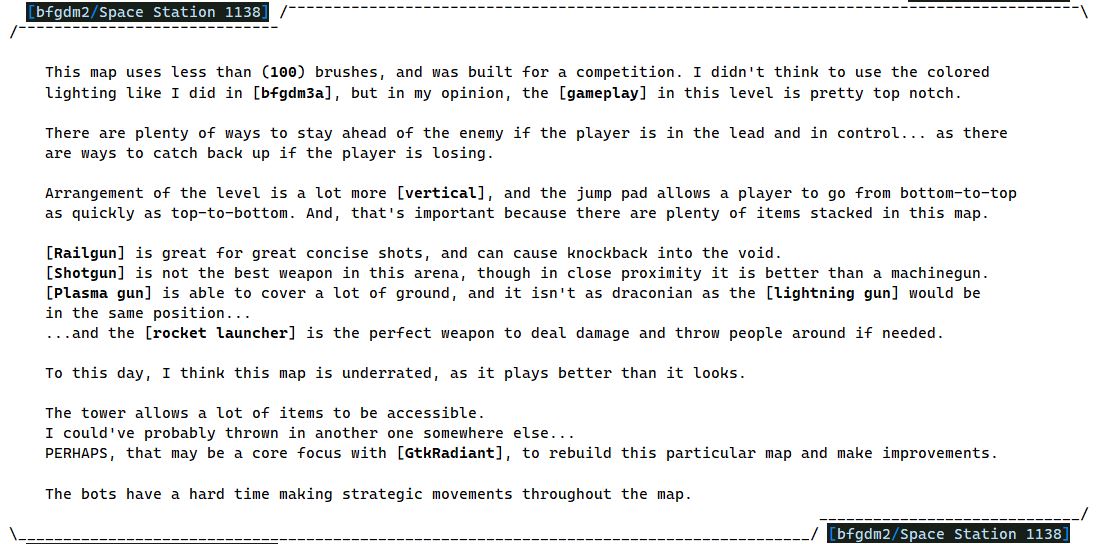 [bfgdm2/Space Station 1138]
This map uses less than (100) brushes, and was built for a competition. I didn't think to use the colored
lighting like I did in [bfgdm3a], but in my opinion, the [gameplay] in this level is pretty top notch.
There are plenty of ways to stay ahead of the enemy if the player is in the lead and in control... as there
are ways to catch back up if the player is losing.
Arrangement of the level is a lot more [vertical], and the jump pad allows a player to go from bottom-to-top
as quickly as top-to-bottom. And, that's important because there are plenty of items stacked in this map.
[Railgun] is great for great concise shots, and can cause knockback into the void.
[Shotgun] is not the best weapon in this arena, though in close proximity it is better than a machinegun.
[Plasma gun] is able to cover a lot of ground, and it isn't as draconian as the [lightning gun] would be
in the same position...
...and the [rocket launcher] is the perfect weapon to deal damage and throw people around if needed.
To this day, I think this map is underrated, as it plays better than it looks.
The tower allows a lot of items to be accessible.
I could've probably thrown in another one somewhere else...
PERHAPS, that may be a core focus with [GtkRadiant], to rebuild this particular map and make improvements.
The bots have a hard time making strategic movements throughout the map.
[bfgdm2/Space Station 1138]